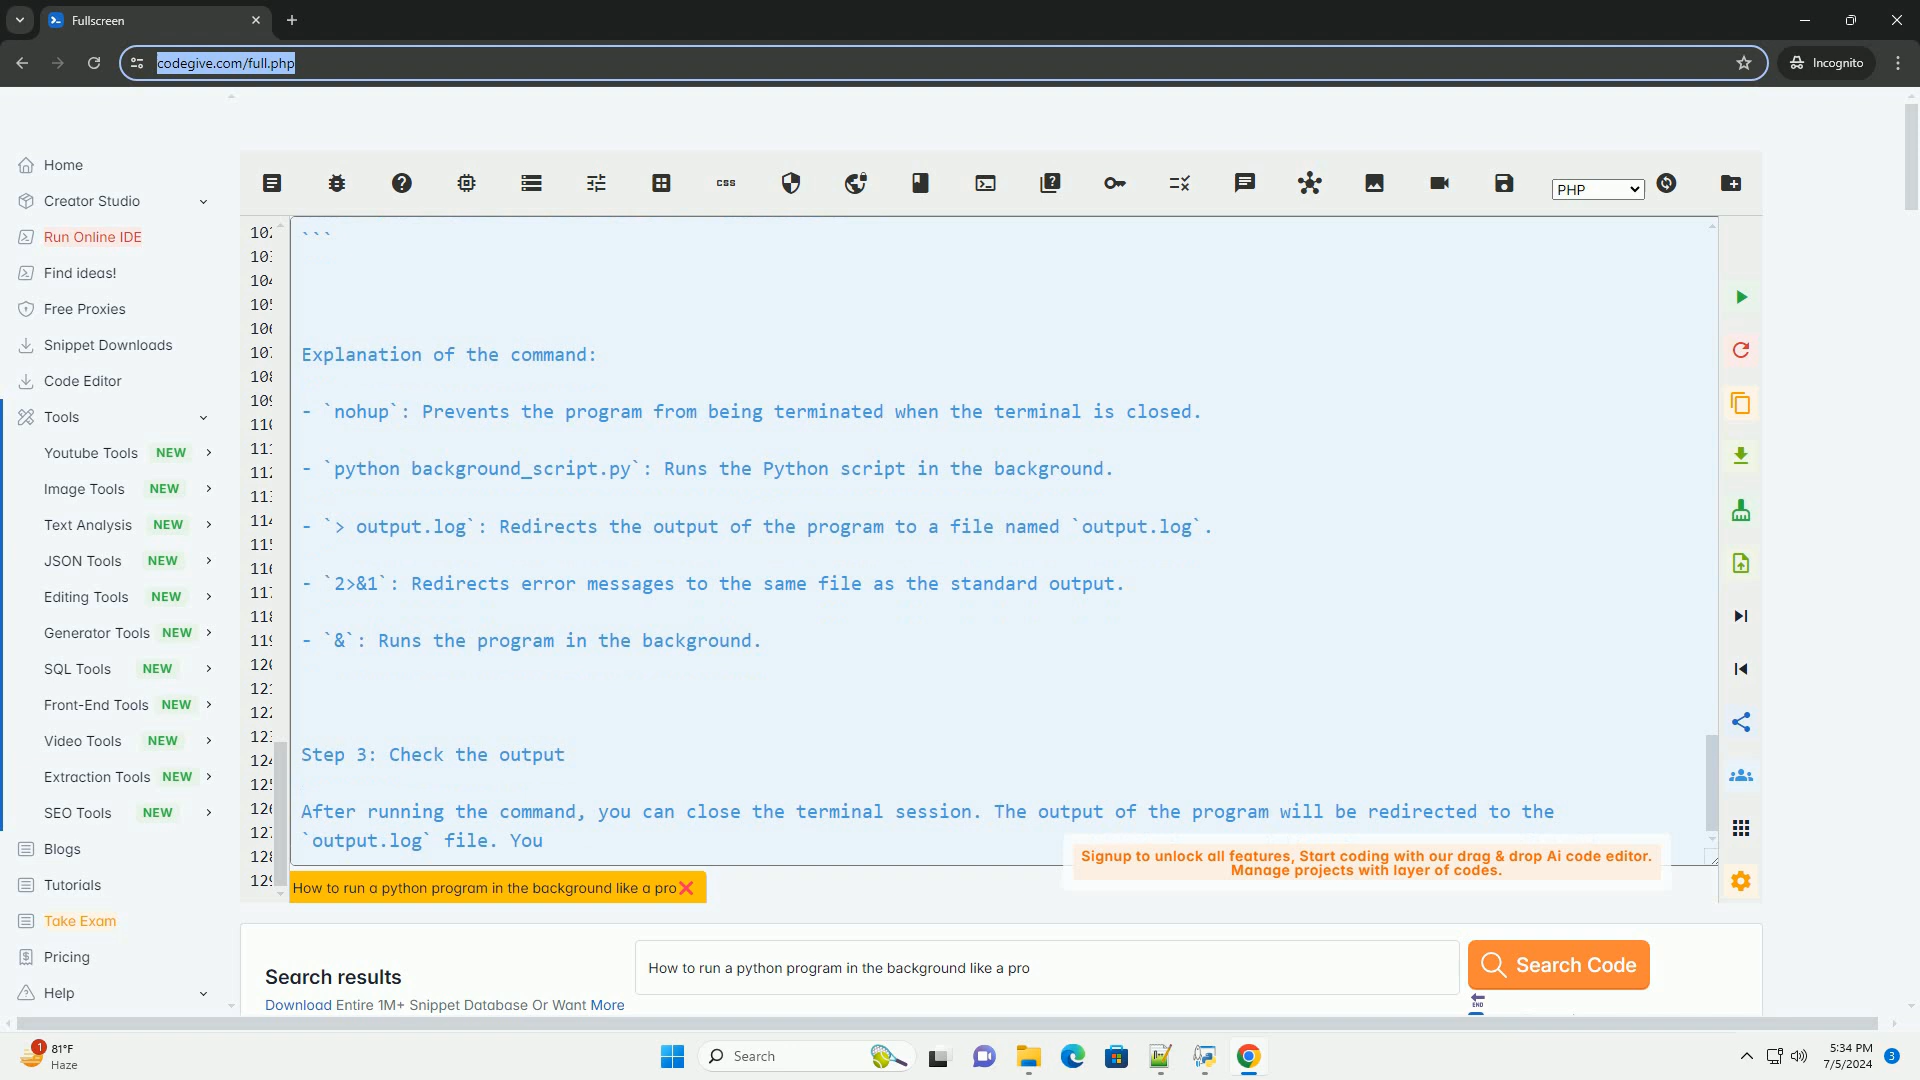 Fullscreen
codegive.com/full.php
Incognito
Home
Creator Studio
Run Online IDE
Find ideas!
Free Proxies
Snippet Downloads
Code Editor
Tools
Youtube Tools NEW
Image Tools NEW
Text Analysis NEW
JSON Tools NEW
Editing Tools NEW
Generator Tools NEW
SQL Tools NEW
Front-End Tools NEW
Video Tools NEW
Extraction Tools NEW
SEO Tools NEW
Blogs
Tutorials
Take Exam
Pricing
Help
css
PHP
```
Explanation of the command:
- `nohup`: Prevents the program from being terminated when the terminal is closed.
- `python background_script.py`: Runs the Python script in the background.
- `> output.log`: Redirects the output of the program to a file named `output.log`.
- `2>&1`: Redirects error messages to the same file as the standard output.
- `&`: Runs the program in the background.
Step 3: Check the output
After running the command, you can close the terminal session. The output of the program will be redirected to the
`output.log` file. You
Signup to unlock all features, Start coding with our drag & drop Ai code editor.
Manage projects with layer of codes.
How to run a python program in the background like a pro
Search results
Download Entire 1M+ Snippet Database Or Want More
How to run a python program in the background like a pro
Search Code
END
1
81°F
Haze
Search
5:34 PM
7/5/2024
3